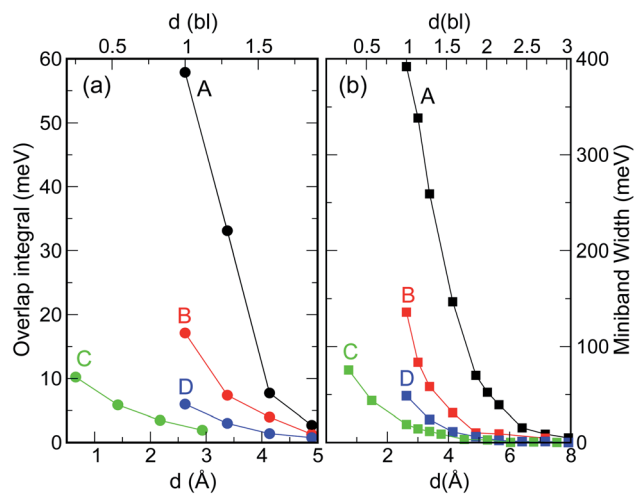 d (bl)
0.5 1 1.5
60
50
40
30
20
10
0
Overlap integral (meV)
(a)
A
B
C
D
1 2 3 4 5
d (Å)
d(bl)
0.5 1 1.5 2 2.5 3
(b)
A
B
C
D
400
300
200
100
0
Miniband Width (meV)
2 4 6 8
d(Å)